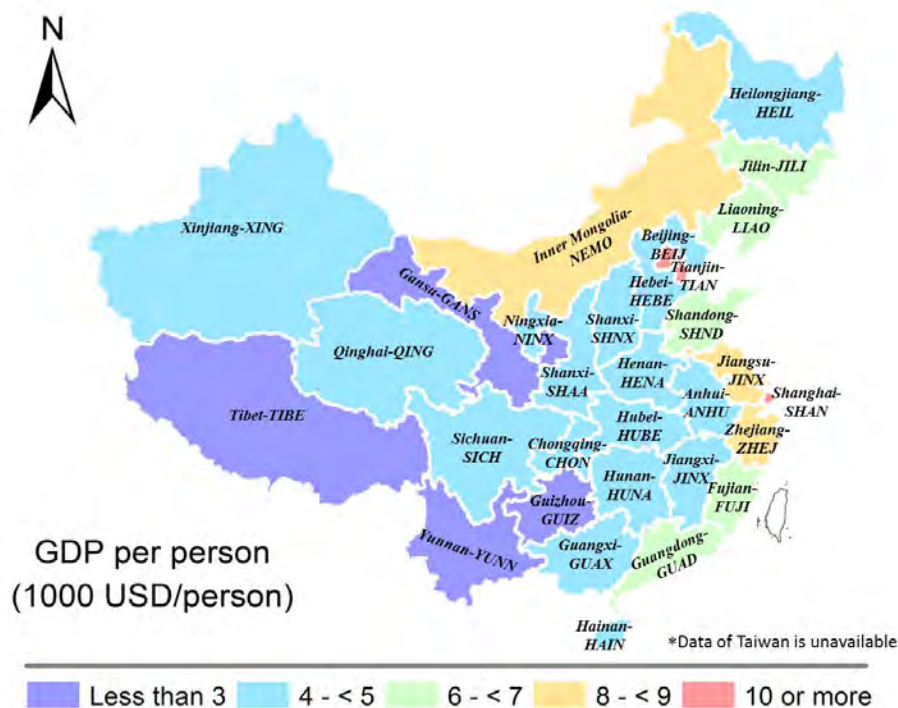 N
Heilongjiang-
HEIL
Jilin-JILI
Liaoning-
LIAO
Xinjiang-XING
Inner Mongolia-
NEMO
Beijing-
BEIJ
Tianjin-
TIAN
Hebei-
HEBE
Gansu-GANS
Ningxia-
NINX
Shanxi-
SHNX
Shandong-
SHND
Qinghai-QING
Shanxi-
SHAA
Henan-
HENA
Jiangsu-
JINX
Shanghai-
SHAN
Anhui-
ANHU
Tibet-TIBE
Sichuan-
SICH
Chongqing-
CHON
Hubei-
HUBE
Zhejiang-
ZHEJ
Hunan-
HUNA
Jiangxi-
JINX
Fujian-
FUJI
Guizhou-
GUIZ
Yunnan-YUNN
Guangxi-
GUAX
Guangdong-
GUAD
Hainan-
HAIN
GDP per person
(1000 USD/person)
*Data of Taiwan is unavailable
Less than 3
4 - < 5
6 - < 7
8 - < 9
10 or more